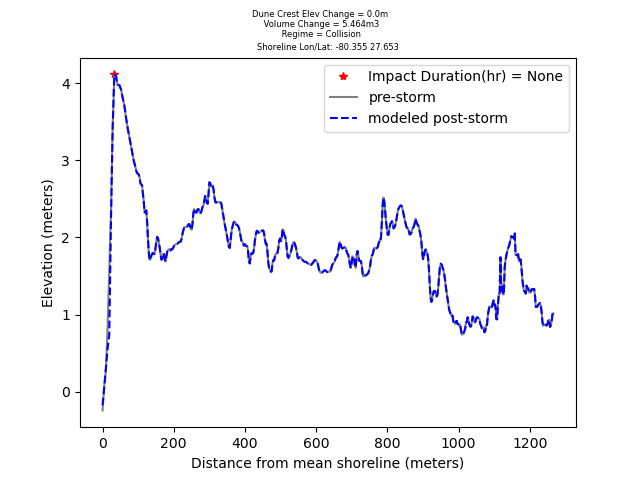 Dune Crest Elev Change = 0.0m
Volume Change = 5.464m3
Regime = Collision
Shoreline Lon/Lat: -80.355 27.653
Impact Duration(hr) = None
pre-storm
modeled post-storm
Elevation (meters)
4
3
2
1
0
0 200 400 600 800 1000 1200
Distance from mean shoreline (meters)